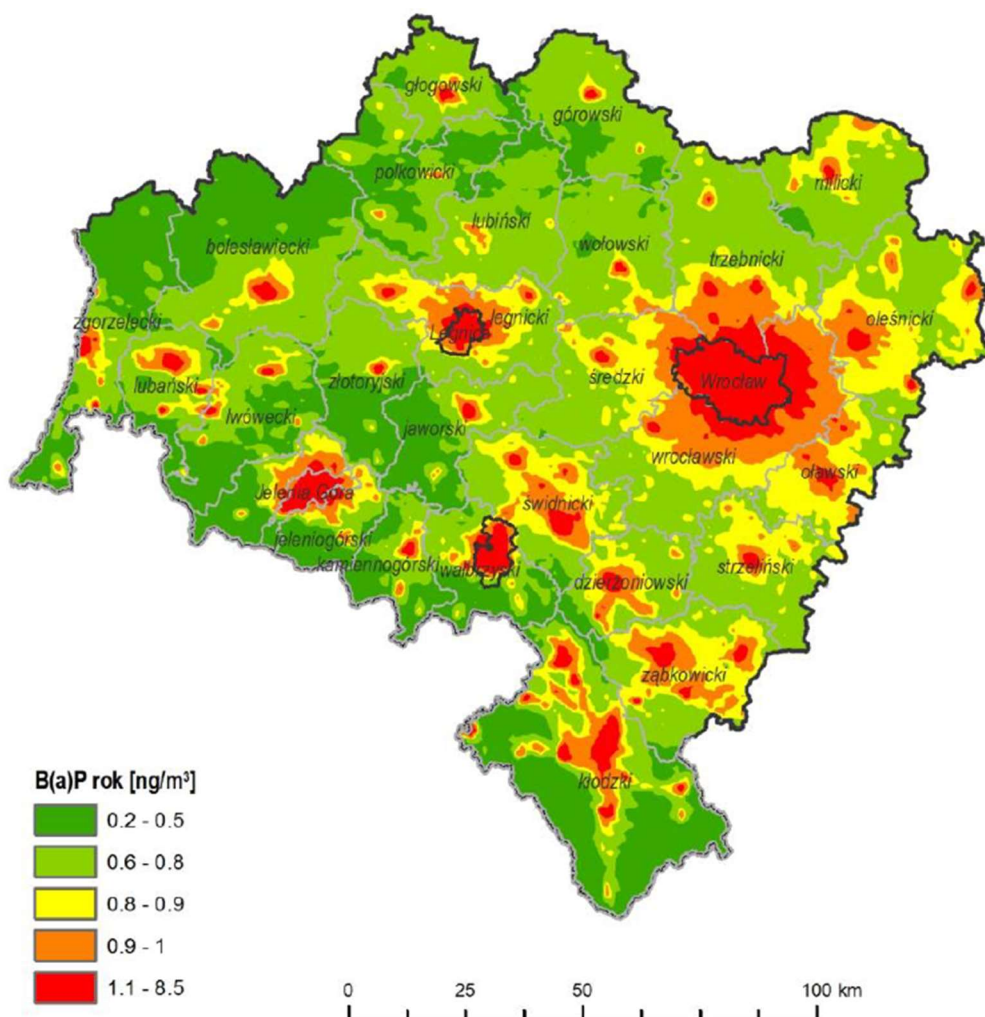 głogowski
górowski
polkowicki
milicki
lubiński
bolesławiecki
wołowski
trzebnicki
zgorzelecki
legnicki
Legnica
oleśnicki
lubański
złotoryjski
średzki
Wrocław
lwówecki
jaworski
wrocławski
Jelenia Góra
oławski
świdnicki
jeleniogórski
kamiennogórski
wałbrzyski
strzeliński
dzierżoniowski
ząbkowicki
kłodzki
B(a)P rok [ng/m³]
0.2 - 0.5
0.6 - 0.8
0.8 - 0.9
0.9 - 1
1.1 - 8.5
0 25 50 100 km